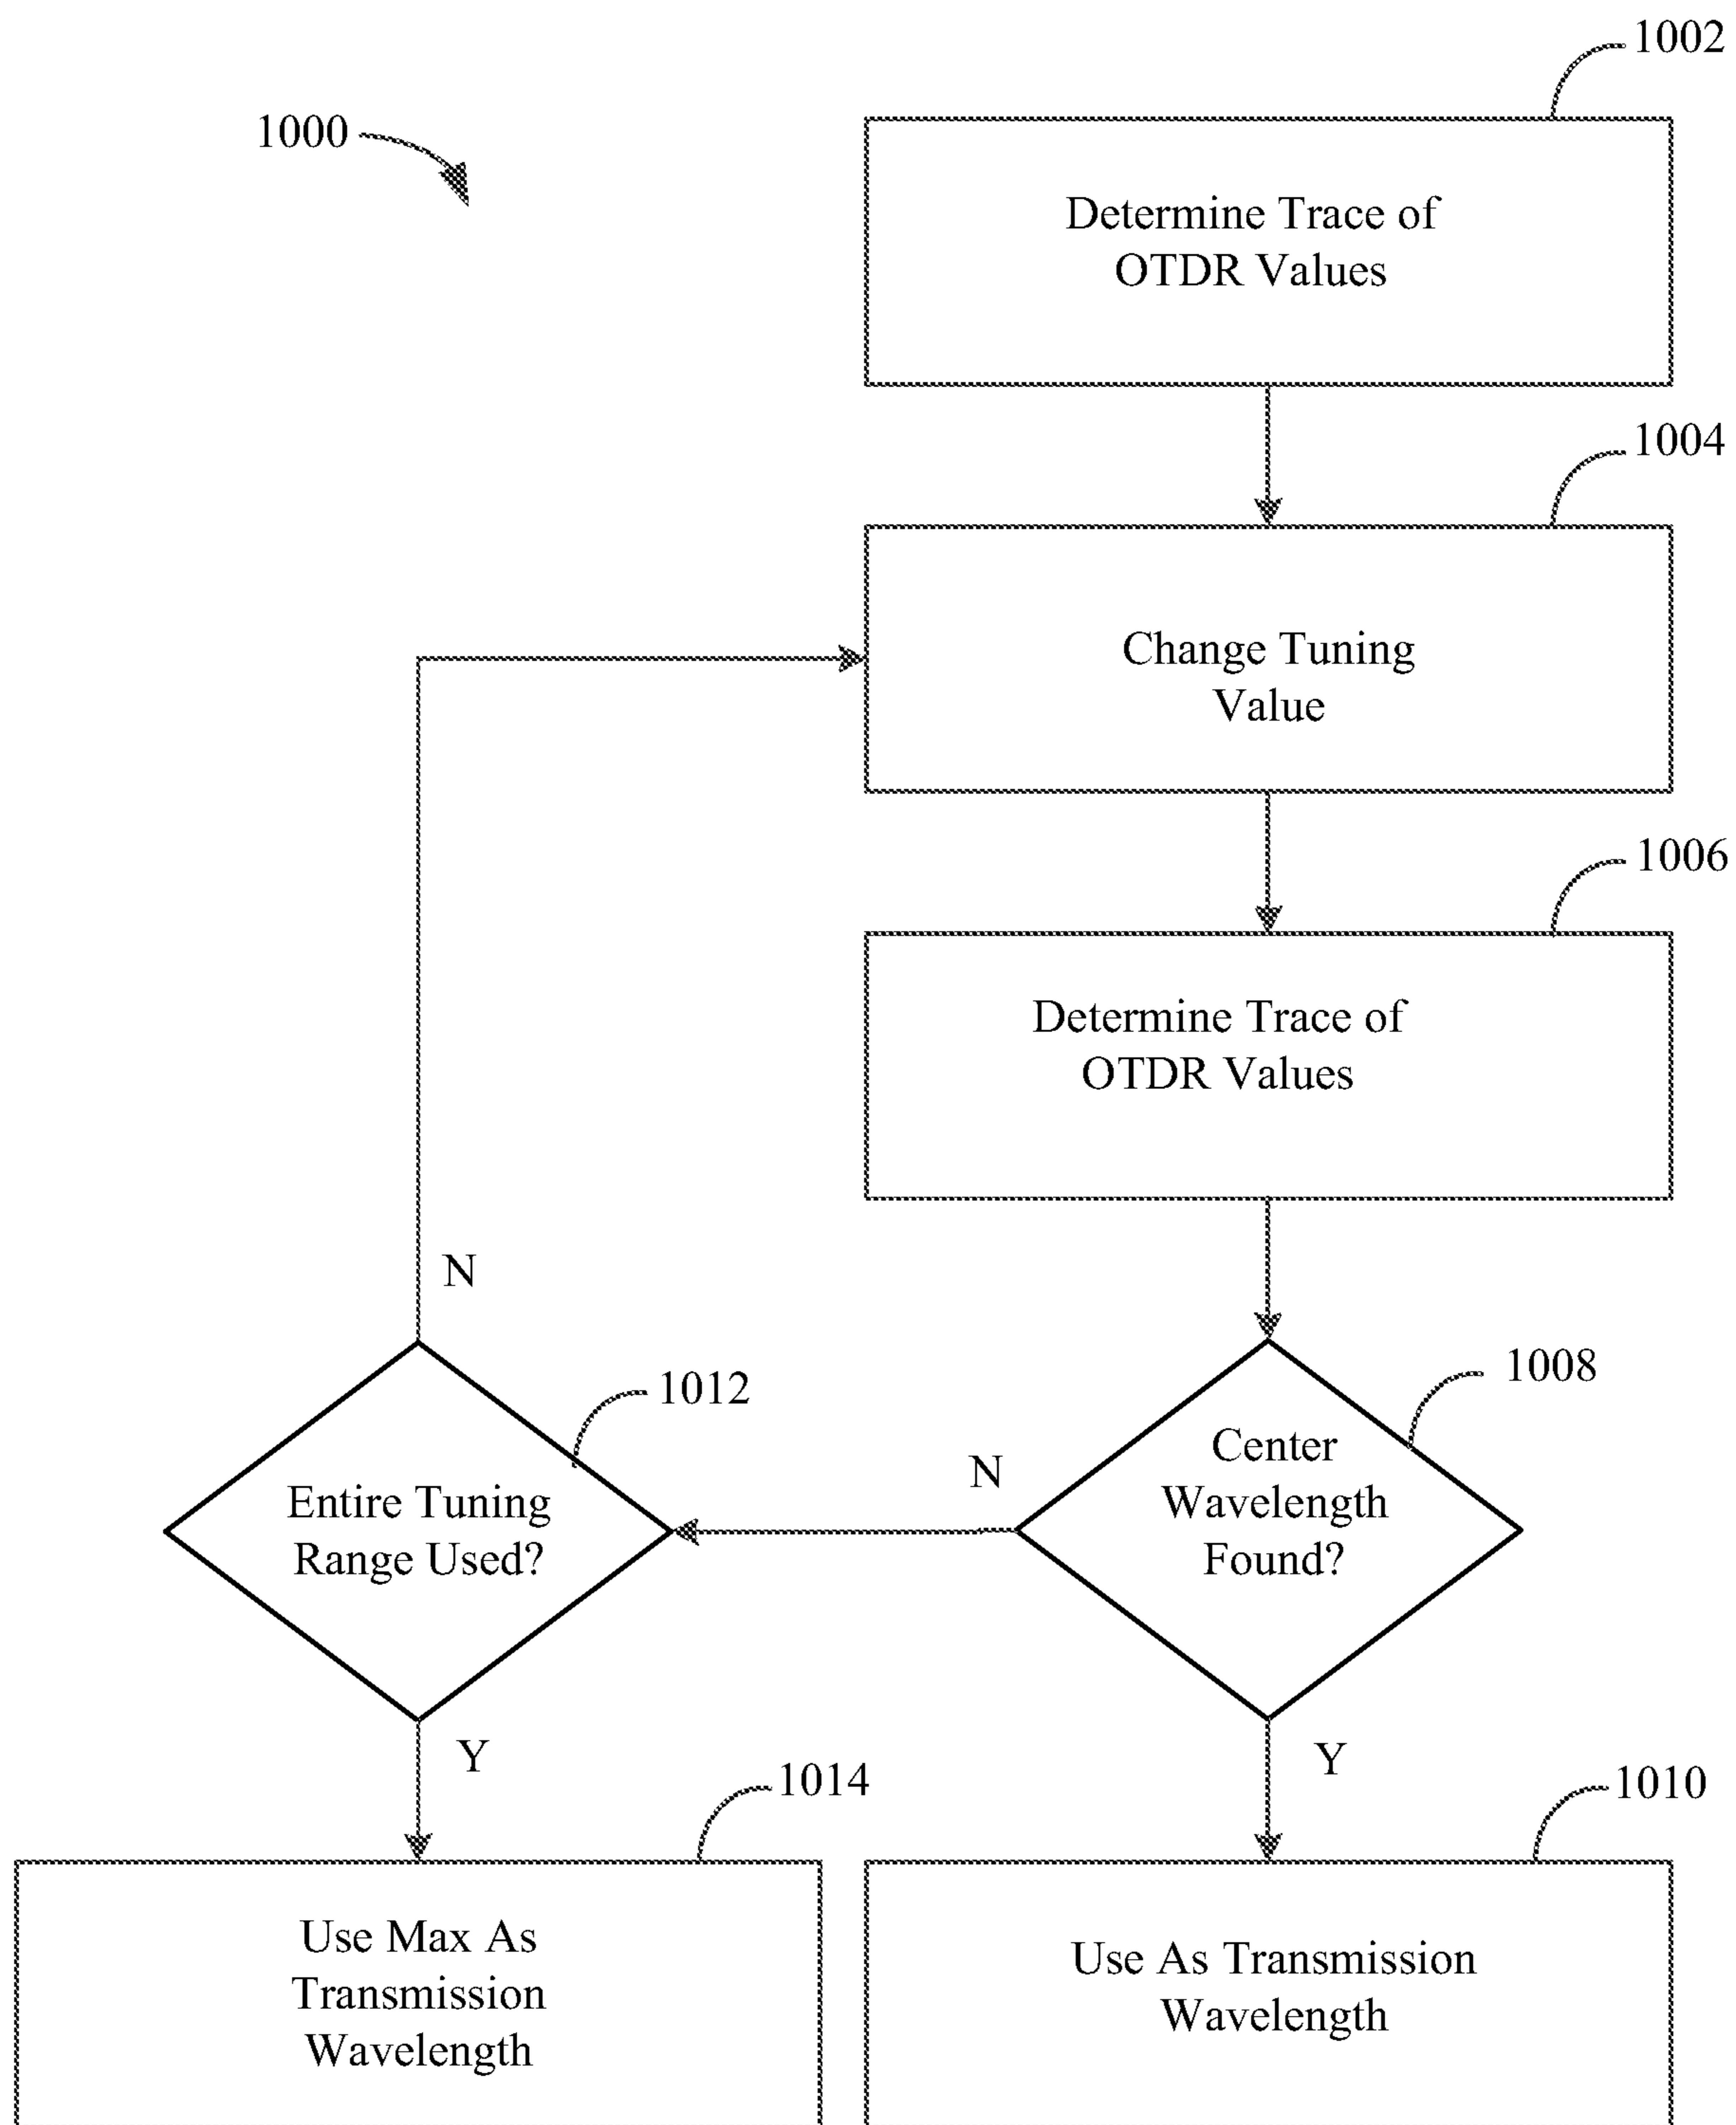 1002
1000
Determine Trace of
OTDR Values
1004
Change Tuning
Value
1006
Determine Trace of
OTDR Values
N
1012
1008
Center
Wavelength
Found?
N
Entire Tuning
Range Used?
Y
Y
1014
1010
Use Max As
Transmission
Wavelength
Use As Transmission
Wavelength